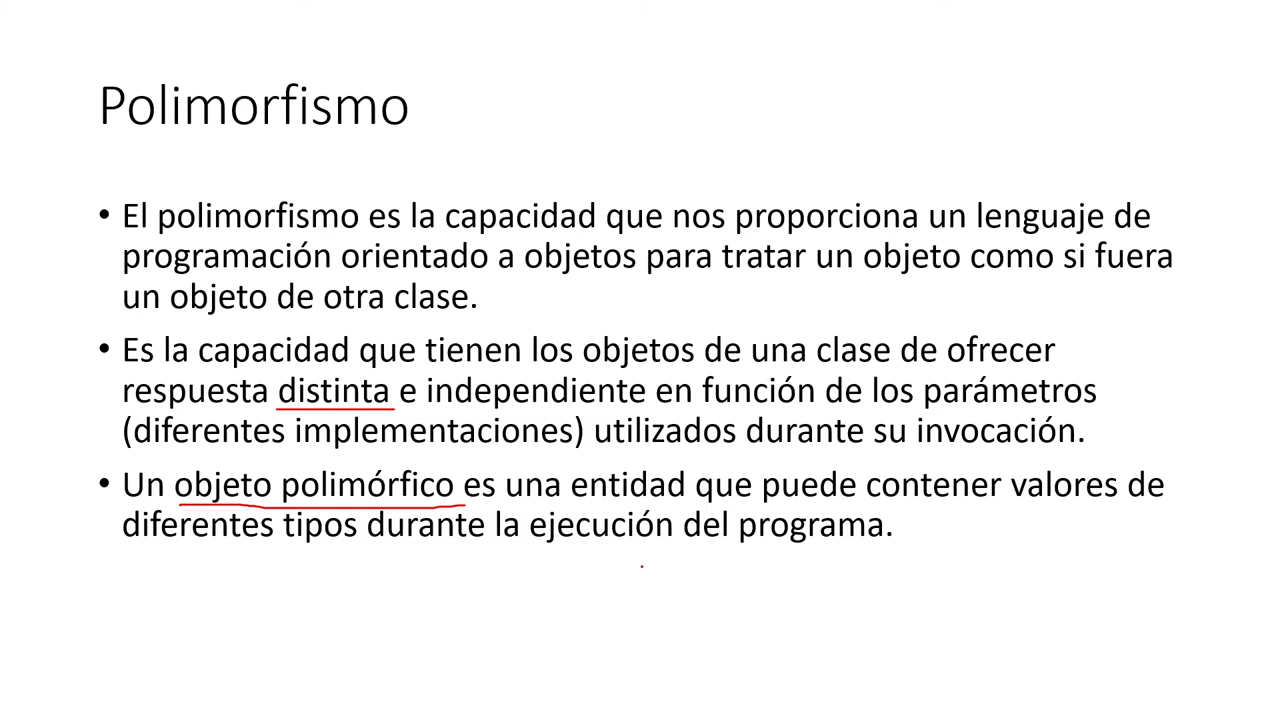 Polimorfismo
• El polimorfismo es la capacidad que nos proporciona un lenguaje de
programación orientado a objetos para tratar un objeto como si fuera
un objeto de otra clase.
• Es la capacidad que tienen los objetos de una clase de ofrecer
respuesta distinta e independiente en función de los parámetros
(diferentes implementaciones) utilizados durante su invocación.
• Un objeto polimórfico es una entidad que puede contener valores de
diferentes tipos durante la ejecución del programa.